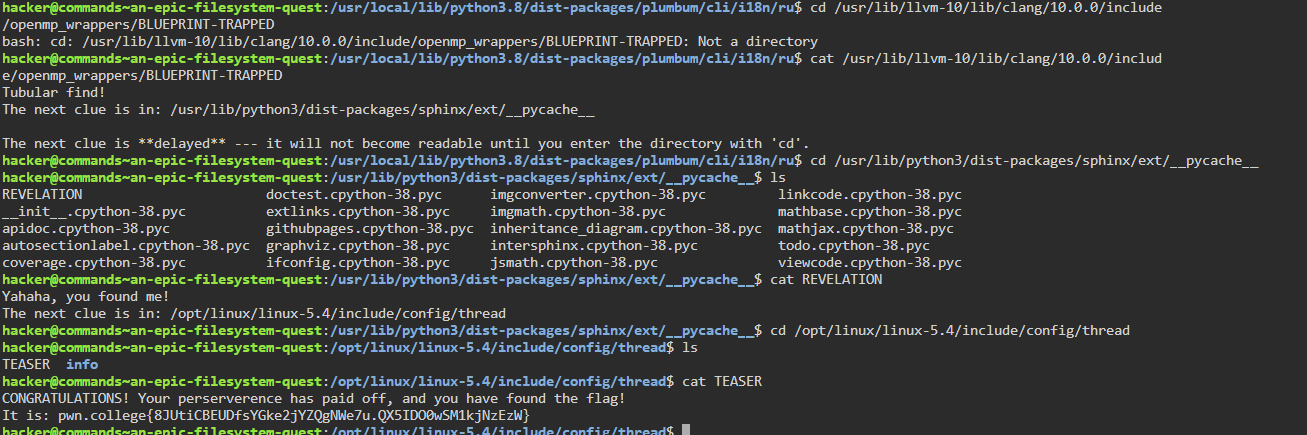 hacker@commands~an-epic-filesystem-quest:/usr/local/lib/python3.8/dist-packages/plumbum/cli/i18n/ru$ cd /usr/lib/llvm-10/lib/clang/10.0.0/include
/openmp_wrappers/BLUEPRINT-TRAPPED
bash: cd: /usr/lib/llvm-10/lib/clang/10.0.0/include/openmp_wrappers/BLUEPRINT-TRAPPED: Not a directory
hacker@commands~an-epic-filesystem-quest:/usr/local/lib/python3.8/dist-packages/plumbum/cli/i18n/ru$ cat /usr/lib/llvm-10/lib/clang/10.0.0/includ
e/openmp_wrappers/BLUEPRINT-TRAPPED
Tubular find!
The next clue is in: /usr/lib/python3/dist-packages/sphinx/ext/__pycache__

The next clue is **delayed** --- it will not become readable until you enter the directory with 'cd'.
hacker@commands~an-epic-filesystem-quest:/usr/local/lib/python3.8/dist-packages/plumbum/cli/i18n/ru$ cd /usr/lib/python3/dist-packages/sphinx/ext/__pycache__
hacker@commands~an-epic-filesystem-quest:/usr/lib/python3/dist-packages/sphinx/ext/__pycache__$ ls
REVELATION doctest.cpython-38.pyc imgconverter.cpython-38.pyc linkcode.cpython-38.pyc
__init__.cpython-38.pyc extlinks.cpython-38.pyc imgmath.cpython-38.pyc mathbase.cpython-38.pyc
apidoc.cpython-38.pyc githubpages.cpython-38.pyc inheritance_diagram.cpython-38.pyc mathjax.cpython-38.pyc
autosectionlabel.cpython-38.pyc graphviz.cpython-38.pyc intersphinx.cpython-38.pyc todo.cpython-38.pyc
coverage.cpython-38.pyc ifconfig.cpython-38.pyc jsmath.cpython-38.pyc viewcode.cpython-38.pyc
hacker@commands~an-epic-filesystem-quest:/usr/lib/python3/dist-packages/sphinx/ext/__pycache__$ cat REVELATION
Yahaha, you found me!
The next clue is in: /opt/linux/linux-5.4/include/config/thread
hacker@commands~an-epic-filesystem-quest:/usr/lib/python3/dist-packages/sphinx/ext/__pycache__$ cd /opt/linux/linux-5.4/include/config/thread
hacker@commands~an-epic-filesystem-quest:/opt/linux/linux-5.4/include/config/thread$ ls
TEASER info
hacker@commands~an-epic-filesystem-quest:/opt/linux/linux-5.4/include/config/thread$ cat TEASER
CONGRATULATIONS! Your perserverence has paid off, and you have found the flag!
It is: pwn.college{8JUtiCBEUDfsYGke2jYZQgNWe7u.QX5IDO0wSM1kjNzEzW}
hacker@commands~an-epic-filesystem-quest:/opt/linux/linux-5.4/include/config/thread$